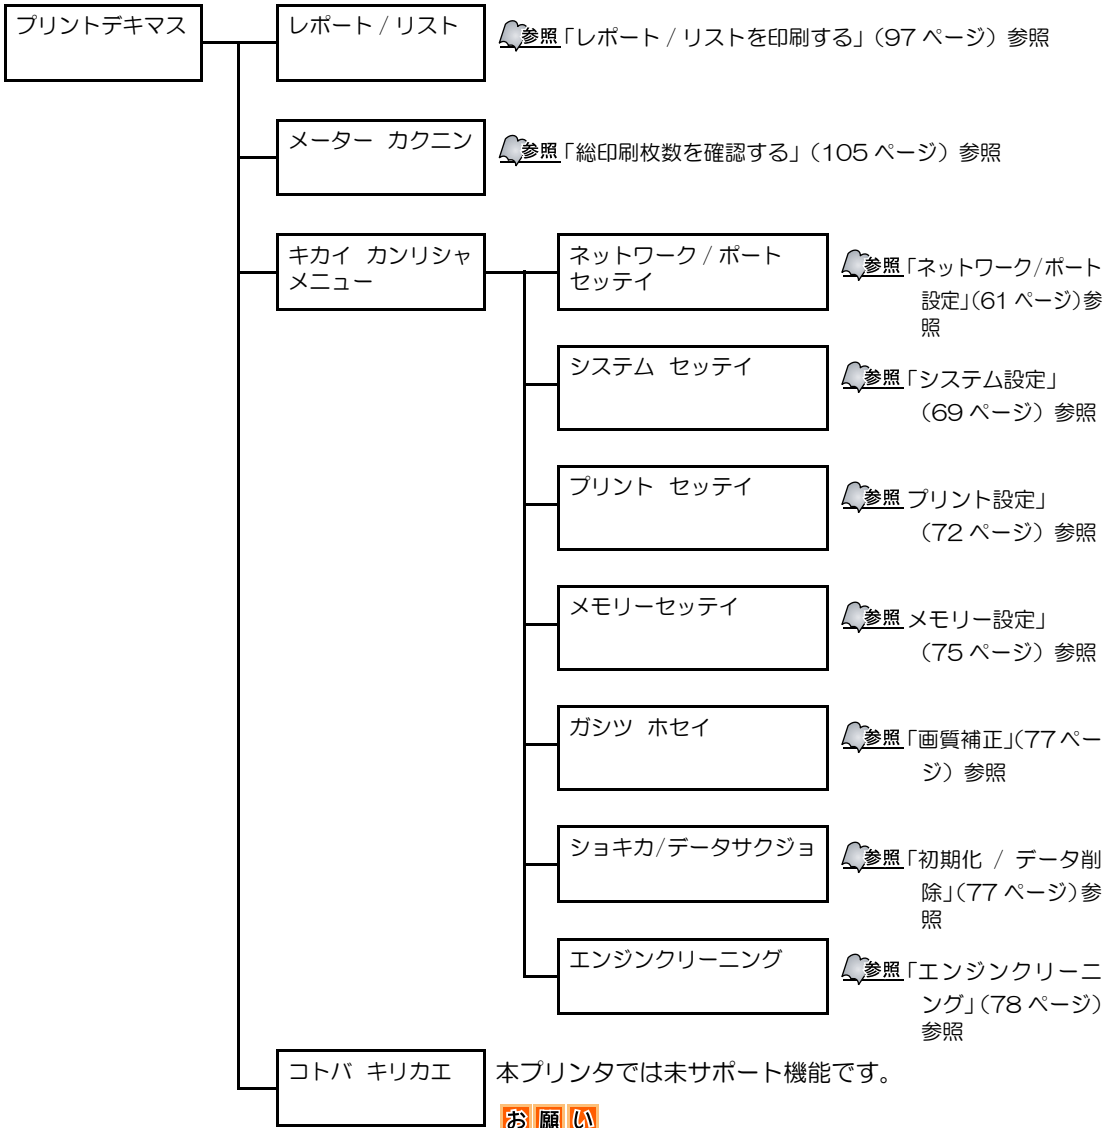 プリントデキマス
レポート / リスト
参照「レポート / リストを印刷する」(97 ページ) 参照
メーター カクニン
参照「総印刷枚数を確認する」(105 ページ) 参照
キカイ カンリシャ
メニュー
ネットワーク / ポート
セッテイ
参照「ネットワーク/ポート
設定」(61 ページ)参
照
システム セッテイ
参照「システム設定」
(69 ページ) 参照
プリント セッテイ
参照 プリント設定」
(72 ページ) 参照
メモリーセッテイ
参照 メモリー設定」
(75 ページ) 参照
ガシツ ホセイ
参照「画質補正」(77 ペー
ジ) 参照
ショキカ/データサクジョ
参照「初期化 / データ削
除」(77 ページ)参
照
エンジンクリーニング
参照「エンジンクリーニ
ング」(78 ページ)
参照
コトバ キリカエ
本プリンタでは未サポート機能です。
お願い